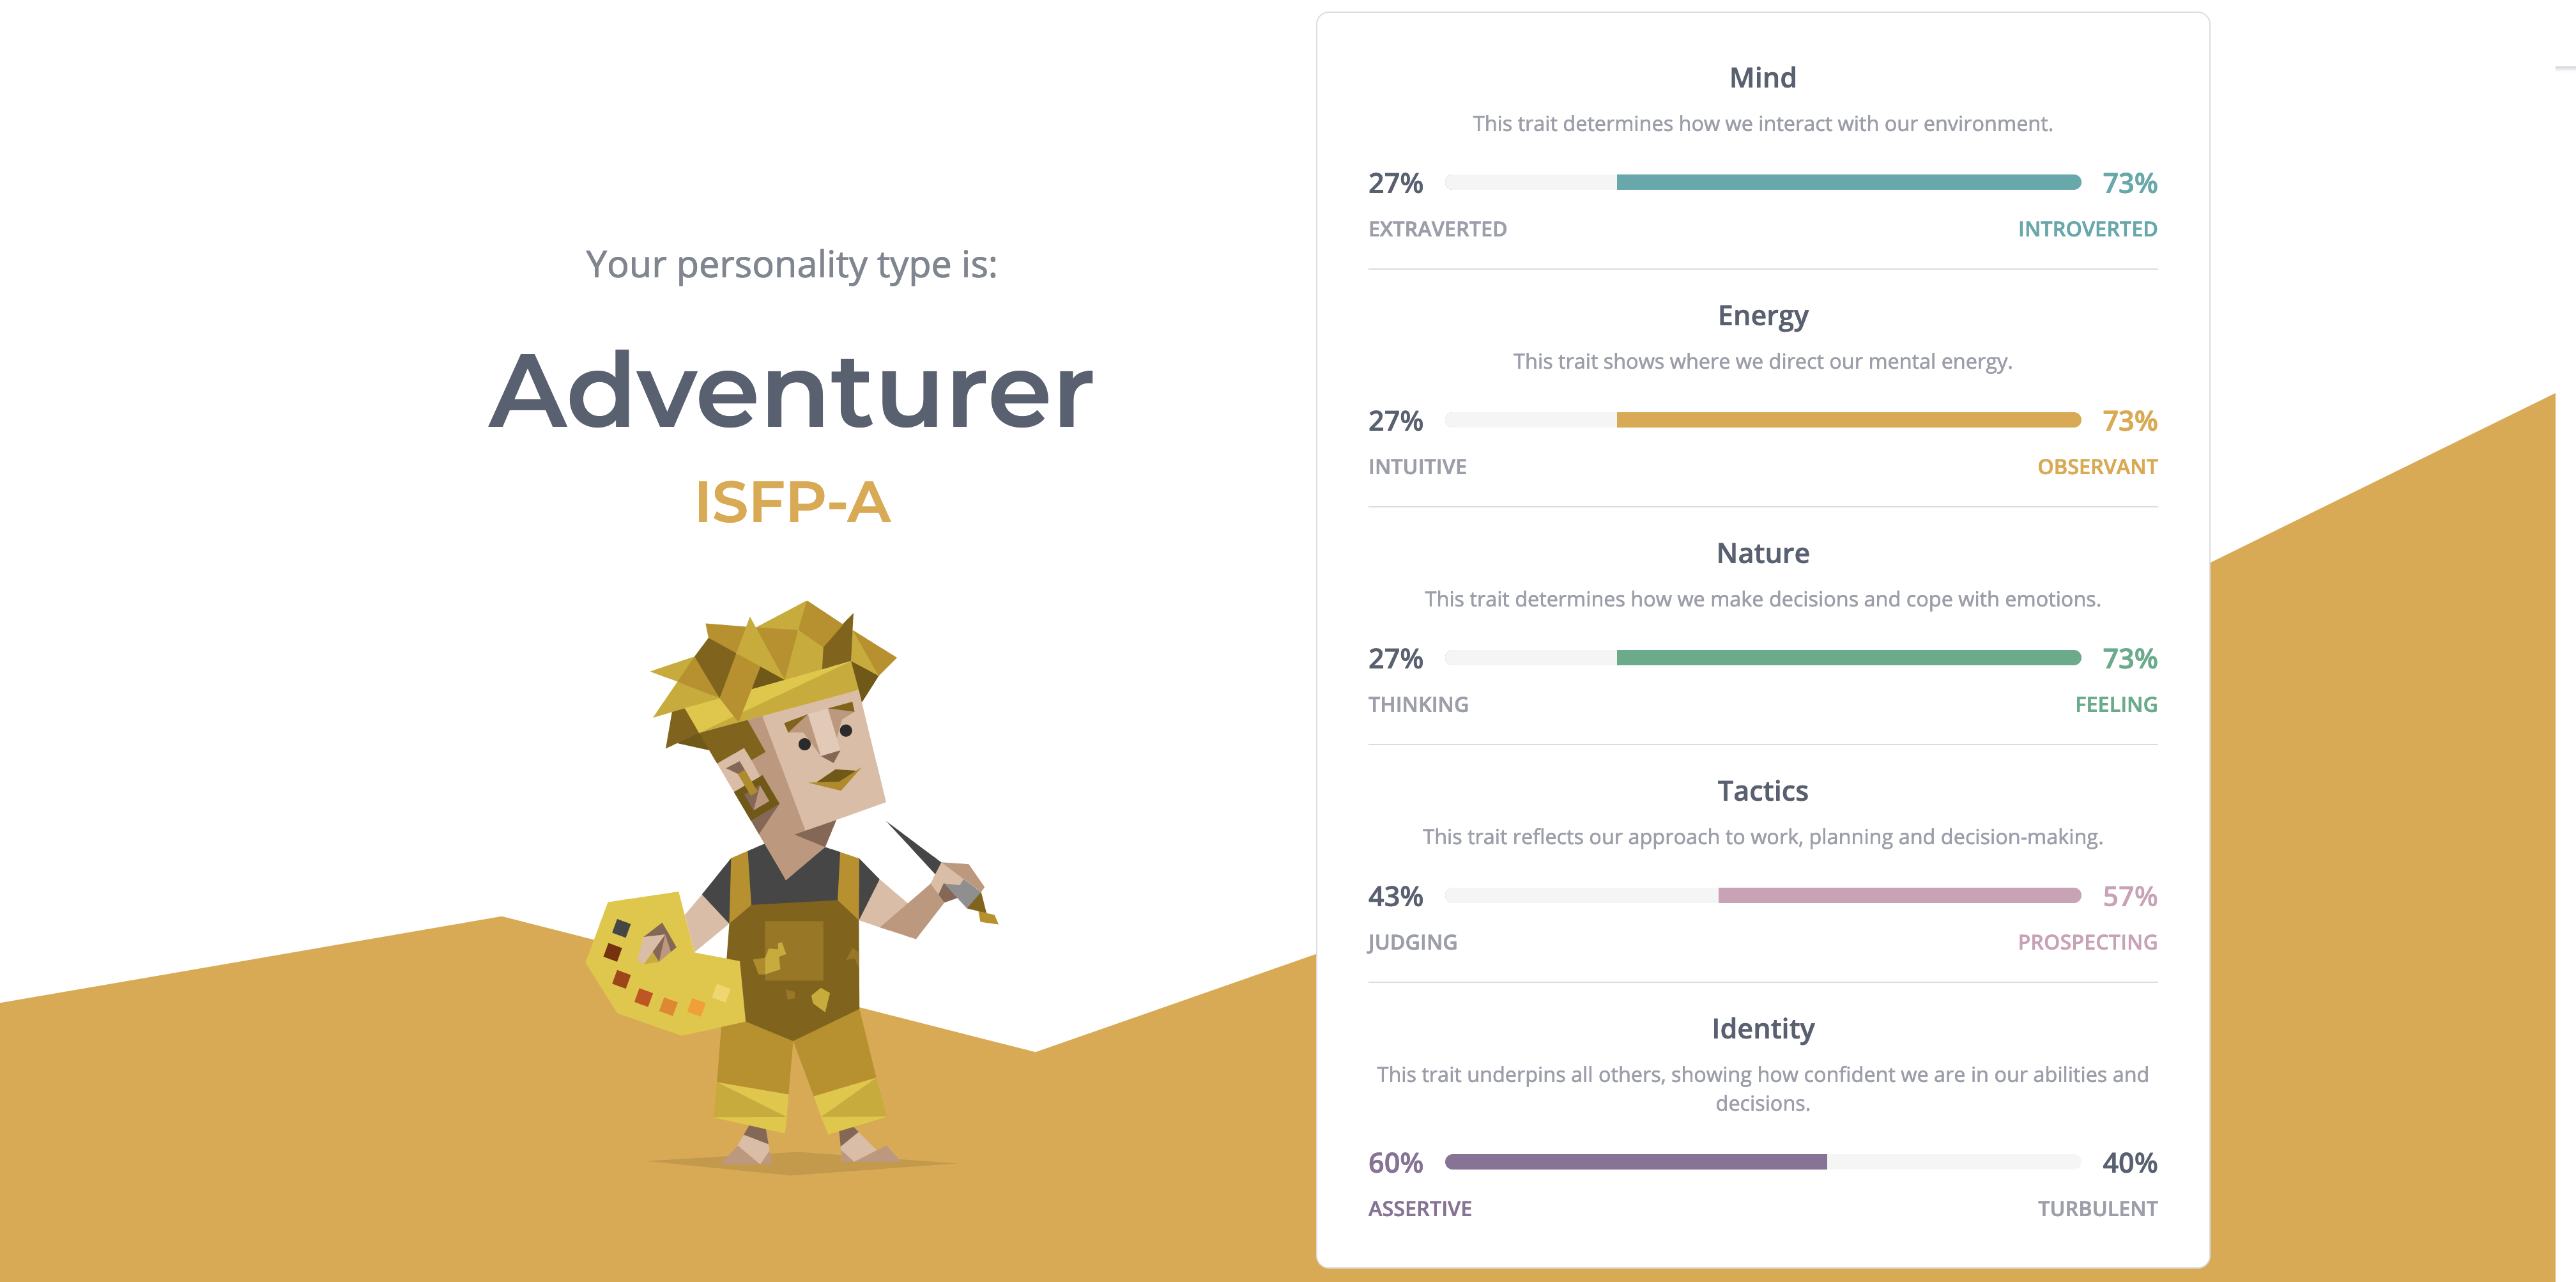 Your personality type is:
Adventurer
ISFP-A
Mind
This trait determines how we interact with our environment.
27% 73%
EXTRAVERTED INTROVERTED
Energy
This trait shows where we direct our mental energy.
27% 73%
INTUITIVE OBSERVANT
Nature
This trait determines how we make decisions and cope with emotions.
27% 73%
THINKING FEELING
Tactics
This trait reflects our approach to work, planning and decision-making.
43% 57%
JUDGING PROSPECTING
Identity
This trait underpins all others, showing how confident we are in our abilities and
decisions.
60% 40%
ASSERTIVE TURBULENT